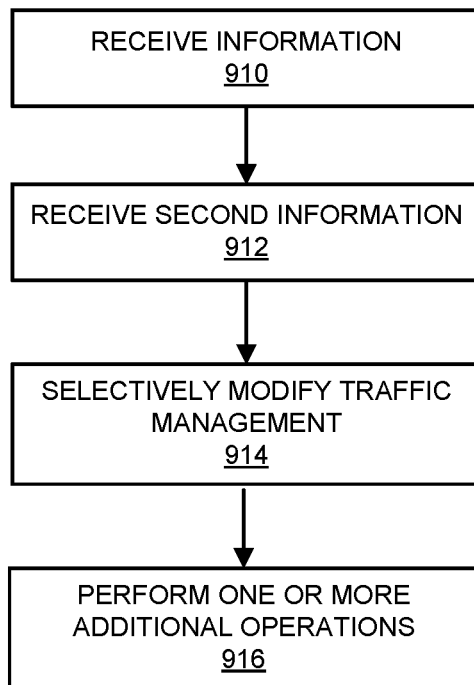 RECEIVE INFORMATION
910
RECEIVE SECOND INFORMATION
912
SELECTIVELY MODIFY TRAFFIC
MANAGEMENT
914
PERFORM ONE OR MORE
ADDITIONAL OPERATIONS
916